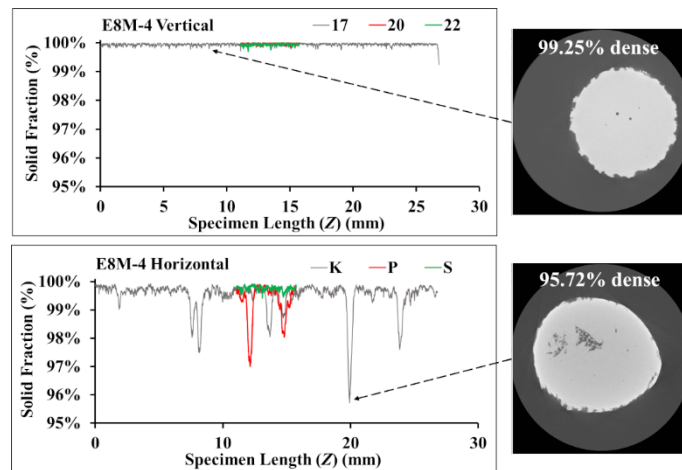 E8M-4 Vertical
17 20 22
Solid Fraction (%)
100%
99%
98%
97%
96%
95%
0 5 10 15 20 25 30
Specimen Length (Z) (mm)
99.25% dense
E8M-4 Horizontal
K P S
Solid Fraction (%)
100%
99%
98%
97%
96%
95%
0 10 20 30
Specimen Length (Z) (mm)
95.72% dense